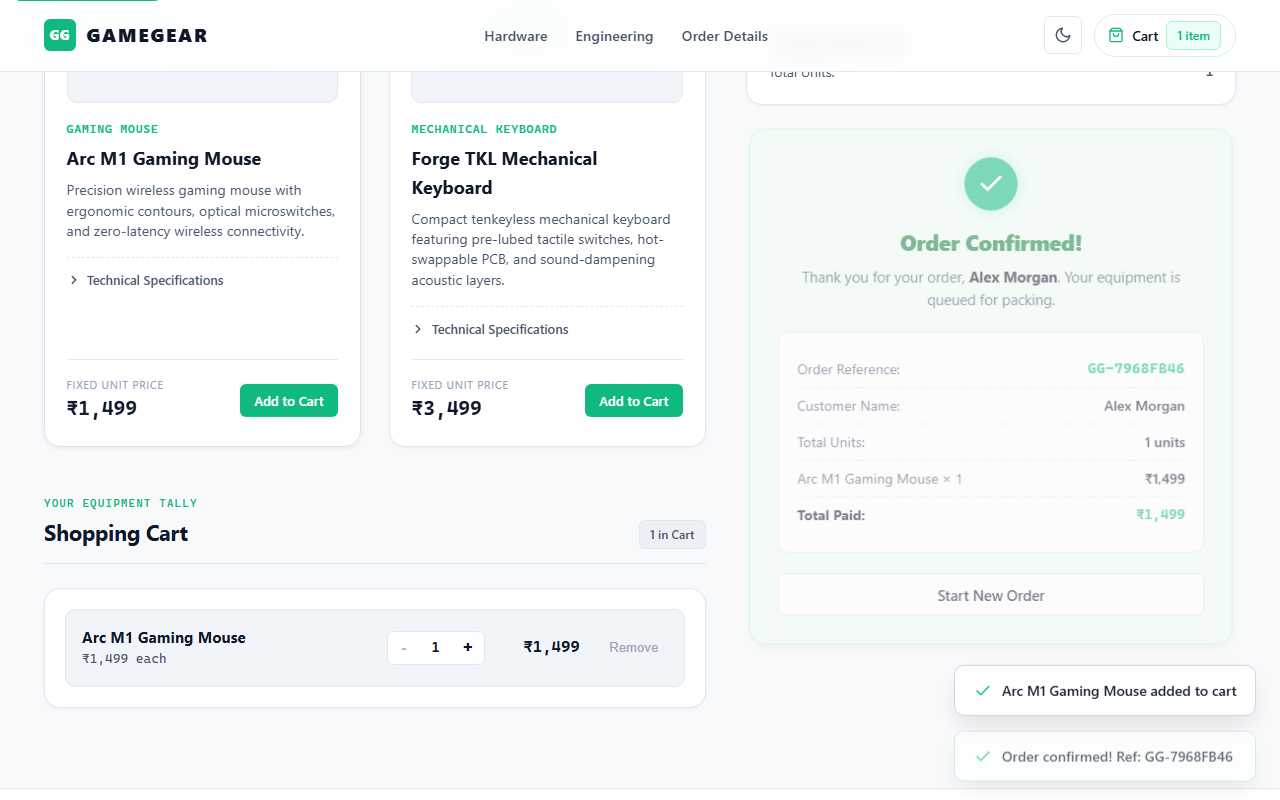 GG GAMEGEAR
Hardware
Engineering
Order Details
Cart
1 item
GAMING MOUSE
Arc M1 Gaming Mouse
Precision wireless gaming mouse with
ergonomic contours, optical microswitches,
and zero-latency wireless connectivity.
Technical Specifications
FIXED UNIT PRICE
₹1,499
Add to Cart
MECHANICAL KEYBOARD
Forge TKL Mechanical
Keyboard
Compact tenkeyless mechanical keyboard
featuring pre-lubed tactile switches, hot-
swappable PCB, and sound-dampening
acoustic layers.
Technical Specifications
FIXED UNIT PRICE
₹3,499
Add to Cart
YOUR EQUIPMENT TALLY
Shopping Cart
1 in Cart
Arc M1 Gaming Mouse
₹1,499 each
- 1 +
₹1,499
Remove
Total Units: 1
Order Confirmed!
Thank you for your order, Alex Morgan. Your equipment is
queued for packing.
Order Reference: GG-7968FB46
Customer Name: Alex Morgan
Total Units: 1 units
Arc M1 Gaming Mouse × 1 ₹1,499
Total Paid: ₹1,499
Start New Order
Arc M1 Gaming Mouse added to cart
Order confirmed! Ref: GG-7968FB46